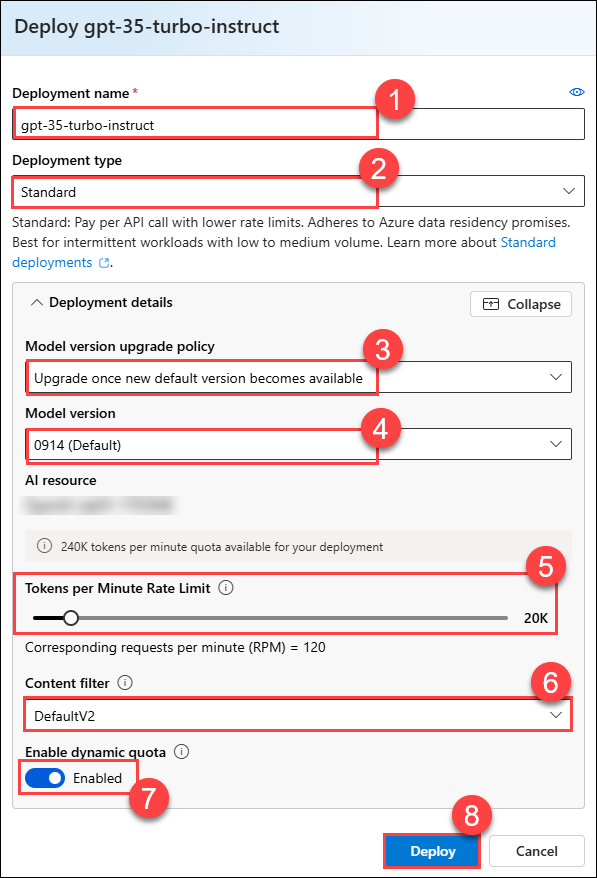 Deploy gpt-35-turbo-instruct
Deployment name *
1
gpt-35-turbo-instruct
Deployment type
2
Standard
Standard: Pay per API call with lower rate limits. Adheres to Azure data residency promises.
Best for intermittent workloads with low to medium volume. Learn more about Standard
deployments.
Deployment details
Collapse
Model version upgrade policy
3
Upgrade once new default version becomes available
Model version
4
0914 (Default)
AI resource
240K tokens per minute quota available for your deployment
5
Tokens per Minute Rate Limit
20K
Corresponding requests per minute (RPM) = 120
Content filter
6
DefaultV2
Enable dynamic quota
Enabled
7
8
Deploy
Cancel